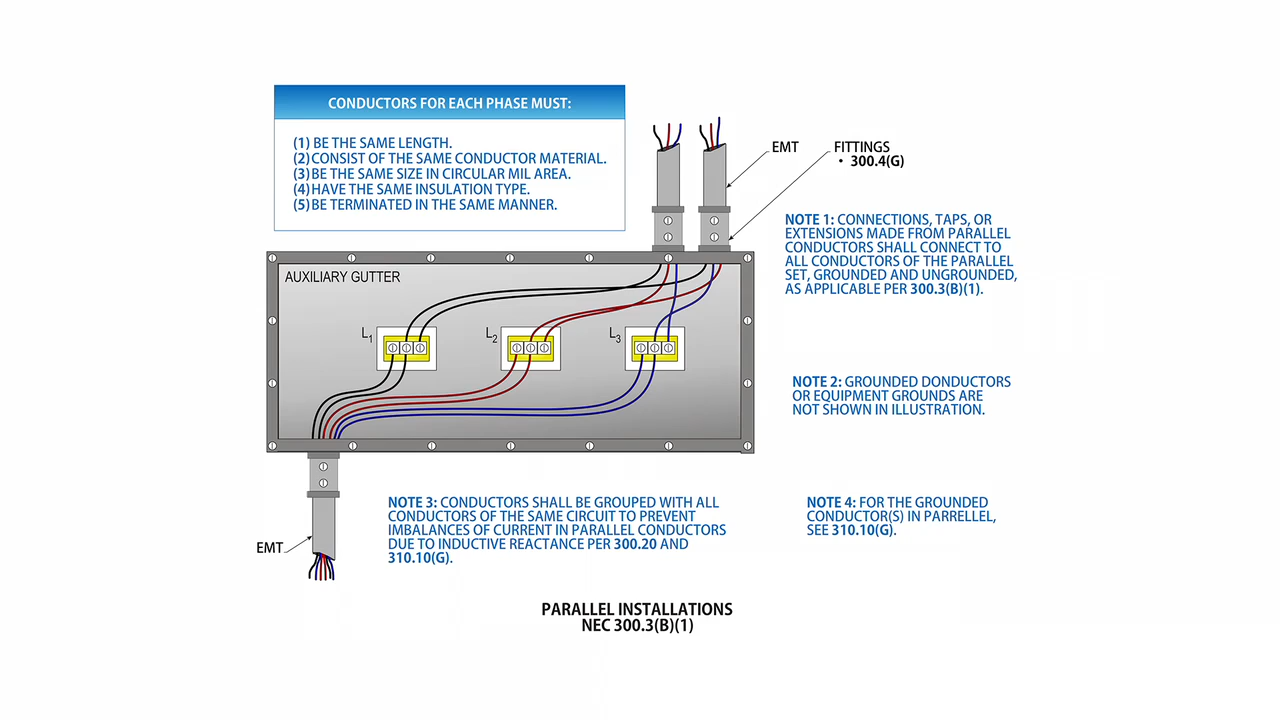 CONDUCTORS FOR EACH PHASE MUST:
(1) BE THE SAME LENGTH.
(2) CONSIST OF THE SAME CONDUCTOR MATERIAL.
(3) BE THE SAME SIZE IN CIRCULAR MIL AREA.
(4) HAVE THE SAME INSULATION TYPE.
(5) BE TERMINATED IN THE SAME MANNER.
EMT
FITTINGS
• 300.4(G)
NOTE 1: CONNECTIONS, TAPS, OR
EXTENSIONS MADE FROM PARALLEL
CONDUCTORS SHALL CONNECT TO
ALL CONDUCTORS OF THE PARALLEL
SET, GROUNDED AND UNGROUNDED,
AS APPLICABLE PER 300.3(B)(1).
AUXILIARY GUTTER
L1
L2
L3
NOTE 2: GROUNDED DONDUCTORS
OR EQUIPMENT GROUNDS ARE
NOT SHOWN IN ILLUSTRATION.
NOTE 3: CONDUCTORS SHALL BE GROUPED WITH ALL
CONDUCTORS OF THE SAME CIRCUIT TO PREVENT
IMBALANCES OF CURRENT IN PARALLEL CONDUCTORS
DUE TO INDUCTIVE REACTANCE PER 300.20 AND
310.10(G).
NOTE 4: FOR THE GROUNDED
CONDUCTOR(S) IN PARRELLEL,
SEE 310.10(G).
EMT
PARALLEL INSTALLATIONS
NEC 300.3(B)(1)